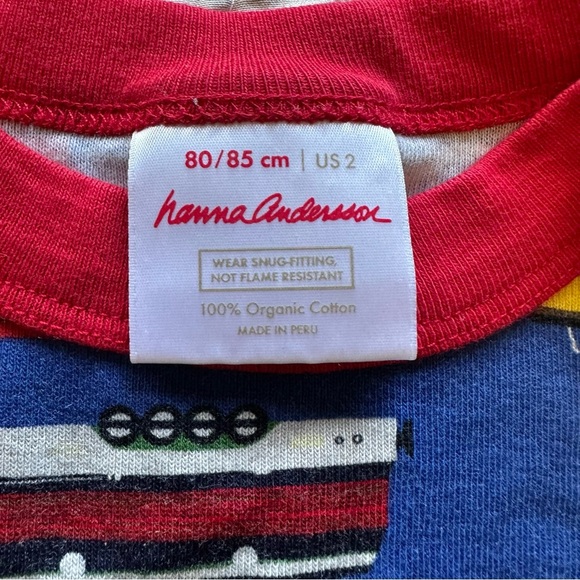 80/85 cm | US 2
hanna Andersson
WEAR SNUG-FITTING,
NOT FLAME RESISTANT
100% Organic Cotton
MADE IN PERU